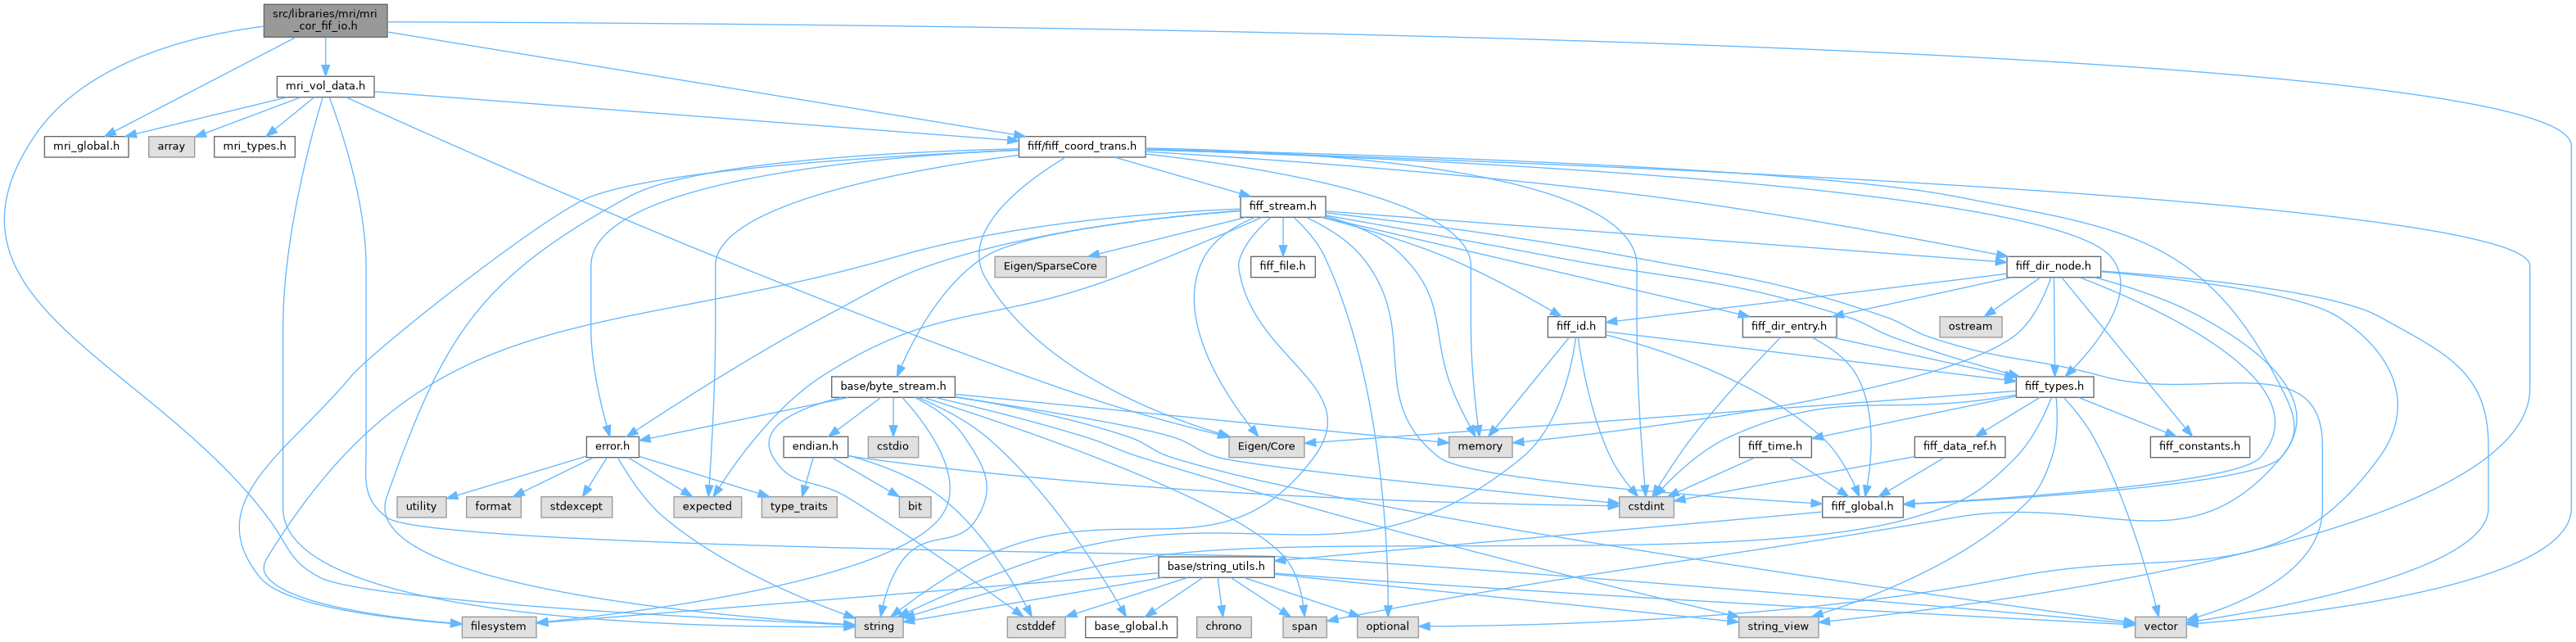 src/libraries/mri/mri
_cor_fif_io.h
mri_vol_data.h
mri_global.h
array
mri_types.h
fiff/fiff_coord_trans.h
fiff_stream.h
Eigen/SparseCore
fiff_file.h
fiff_dir_node.h
fiff_id.h
fiff_dir_entry.h
ostream
base/byte_stream.h
fiff_types.h
error.h
endian.h
cstdio
Eigen/Core
memory
fiff_time.h
fiff_data_ref.h
fiff_constants.h
utility
format
stdexcept
expected
type_traits
bit
cstdint
fiff_global.h
base/string_utils.h
filesystem
string
cstddef
base_global.h
chrono
span
optional
string_view
vector